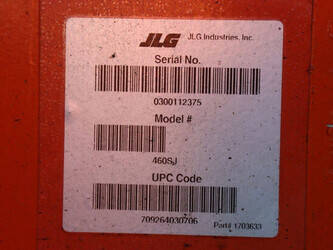 JLG JLG Industries, Inc.
Serial No.
0300112375
Model #
460SJ
UPC Code
709264030706
Part# 1703633